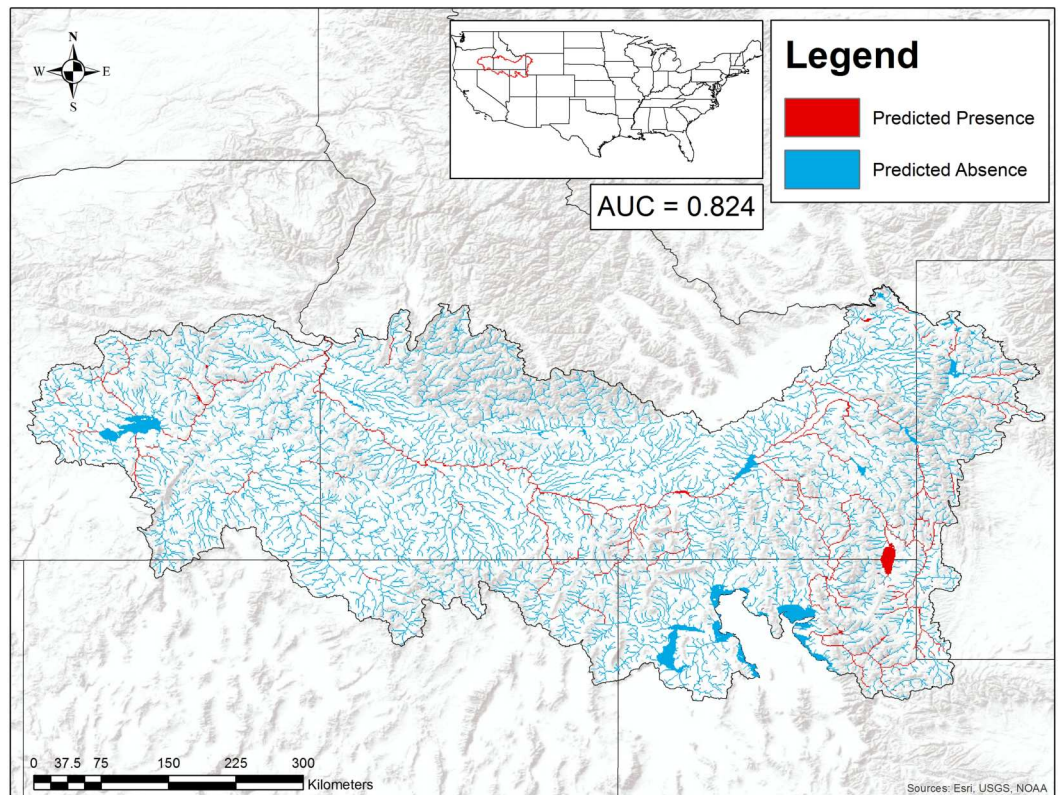 N
W E
S
Legend
Predicted Presence
Predicted Absence
AUC = 0.824
0 37.5 75 150 225 300
Kilometers
Sources: Esri, USGS, NOAA